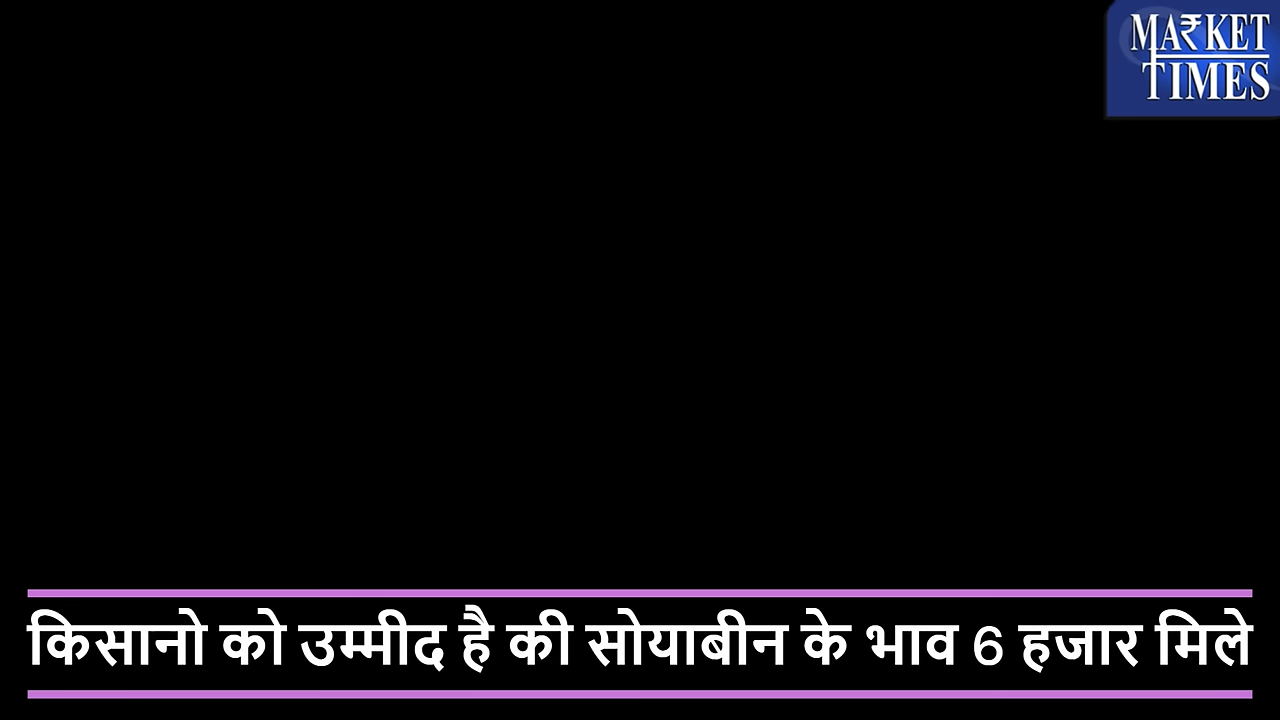 MA₹KET
TIMES
किसानो को उम्मीद है की सोयाबीन के भाव 6 हजार मिले